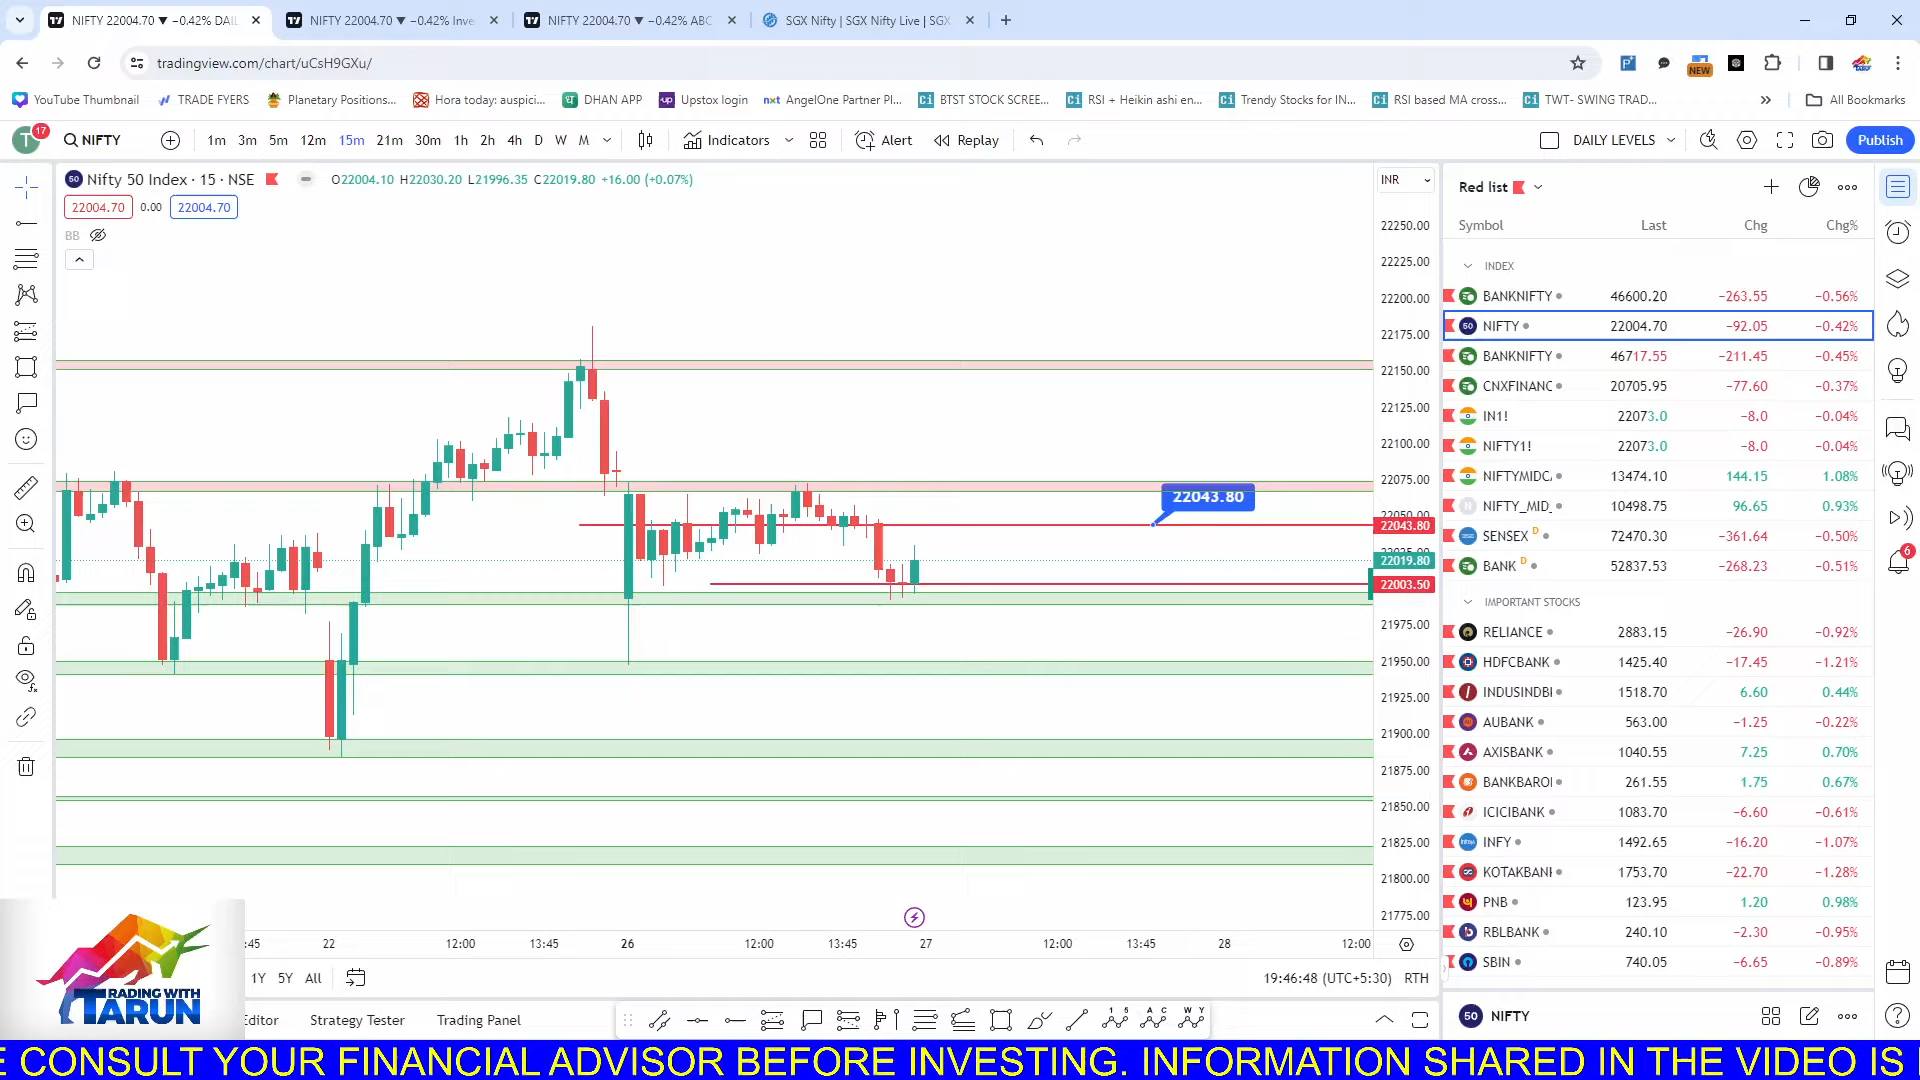 NIFTY 22004.70 ▼ −0.42% DAIL
NIFTY 22004.70 ▼ −0.42% Inve
NIFTY 22004.70 ▼ −0.42% ABC
SGX Nifty | SGX Nifty Live | SGX
tradingview.com/chart/uCsH9GXu/
NEW
YouTube Thumbnail
TRADE FYERS
Planetary Positions...
Hora today: auspici...
DHAN APP
Upstox login
AngelOne Partner Pl...
BTST STOCK SCREE...
RSI + Heikin ashi en...
Trendy Stocks for IN...
RSI based MA cross...
TWT- SWING TRAD...
All Bookmarks
T 17 NIFTY 1m 3m 5m 12m 15m 21m 30m 1h 2h 4h D W M Indicators Alert Replay DAILY LEVELS Publish
Nifty 50 Index · 15 · NSE O22004.10 H22030.20 L21996.35 C22019.80 +16.00 (+0.07%)
22004.70 0.00 22004.70
BB
INR
22250.00
22225.00
22200.00
22175.00
22150.00
22125.00
22100.00
22075.00
22043.80
22043.80
22019.80
22003.50
21975.00
21950.00
21925.00
21900.00
21875.00
21850.00
21825.00
21800.00
21775.00
:45 22 12:00 13:45 26 12:00 13:45 27 12:00 13:45 28 12:00
1Y 5Y All
19:46:48 (UTC+5:30) RTH
Editor Strategy Tester Trading Panel
Red list
Symbol Last Chg Chg%
INDEX
BANKNIFTY 46600.20 −263.55 −0.56%
NIFTY 22004.70 −92.05 −0.42%
BANKNIFTY 46717.55 −211.45 −0.45%
CNXFINANC 20705.95 −77.60 −0.37%
IN1! 22073.0 −8.0 −0.04%
NIFTY1! 22073.0 −8.0 −0.04%
NIFTYMIDC 13474.10 144.15 1.08%
NIFTY_MID_ 10498.75 96.65 0.93%
SENSEX D 72470.30 −361.64 −0.50%
BANK D 52837.53 −268.23 −0.51%
IMPORTANT STOCKS
RELIANCE 2883.15 −26.90 −0.92%
HDFCBANK 1425.40 −17.45 −1.21%
INDUSINDBI 1518.70 6.60 0.44%
AUBANK 563.00 −1.25 −0.22%
AXISBANK 1040.55 7.25 0.70%
BANKBAROI 261.55 1.75 0.67%
ICICIBANK 1083.70 −6.60 −0.61%
INFY 1492.65 −16.20 −1.07%
KOTAKBANK 1753.70 −22.70 −1.28%
PNB 123.95 1.20 0.98%
RBLBANK 240.10 −2.30 −0.95%
SBIN 740.05 −6.65 −0.89%
NIFTY
6
TRADING WITH
TARUN
E CONSULT YOUR FINANCIAL ADVISOR BEFORE INVESTING. INFORMATION SHARED IN THE VIDEO IS